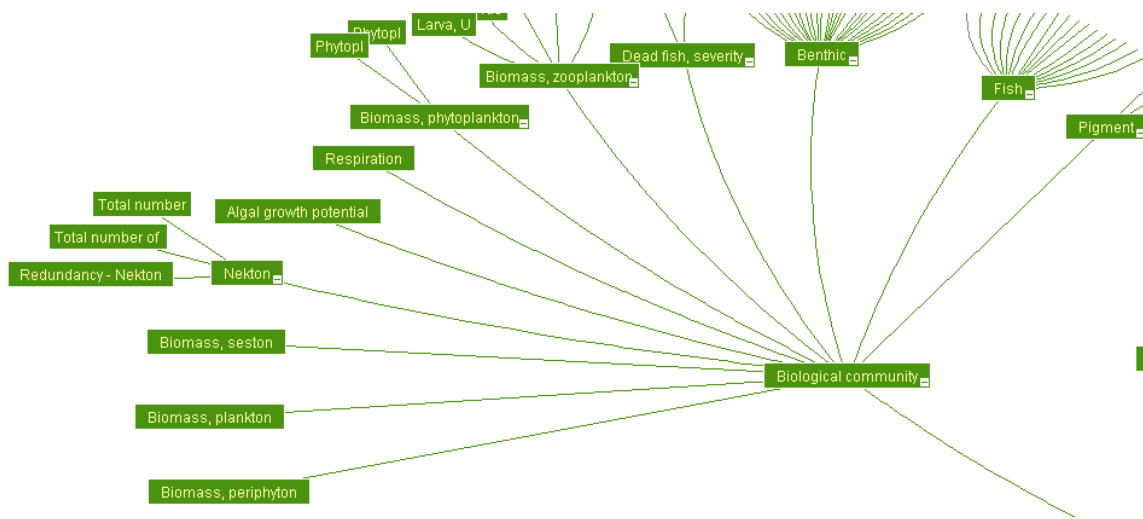 Larva, U
Phytopl
Phytopl
Dead fish, severity
Benthic
Biomass, zooplankton
Fish
Biomass, phytoplankton
Pigment
Respiration
Total number
Algal growth potential
Total number of
Redundancy - Nekton
Nekton
Biomass, seston
Biological community
Biomass, plankton
Biomass, periphyton